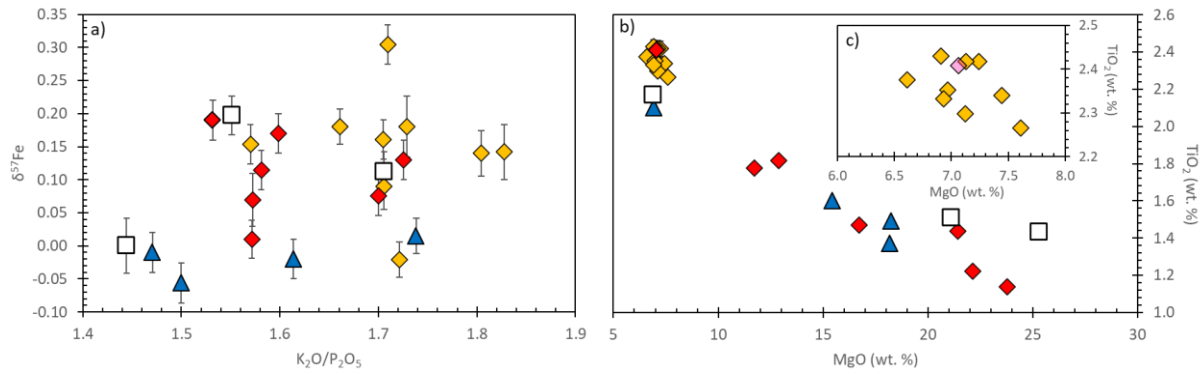 a)
0.35
0.30
0.25
0.20
0.15
0.10
0.05
0.00
-0.05
-0.10
δ57Fe
1.4 1.5 1.6 1.7 1.8 1.9
K2O/P2O5
b)
2.6
2.4
2.2
2.0
1.8
1.6
1.4
1.2
1.0
TiO2 (wt. %)
5 10 15 20 25 30
MgO (wt. %)
c)
2.5
2.4
2.3
2.2
TiO2 (wt. %)
6.0 6.5 7.0 7.5 8.0
MgO (wt. %)